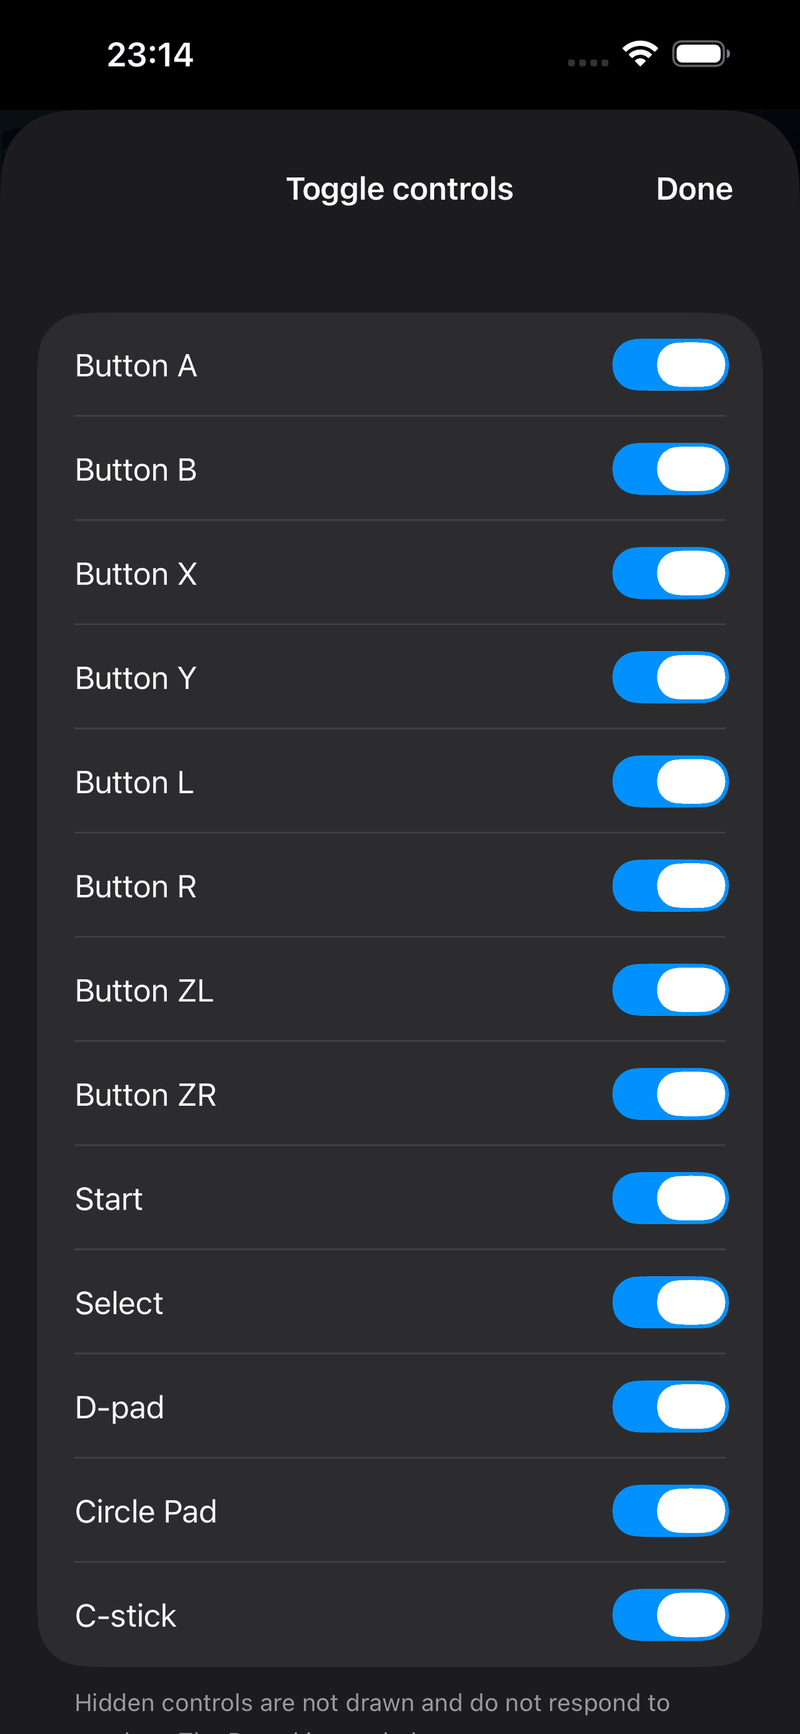 23:14
Toggle controls
Done
Button A
Button B
Button X
Button Y
Button L
Button R
Button ZL
Button ZR
Start
Select
D-pad
Circle Pad
C-stick
Hidden controls are not drawn and do not respond to